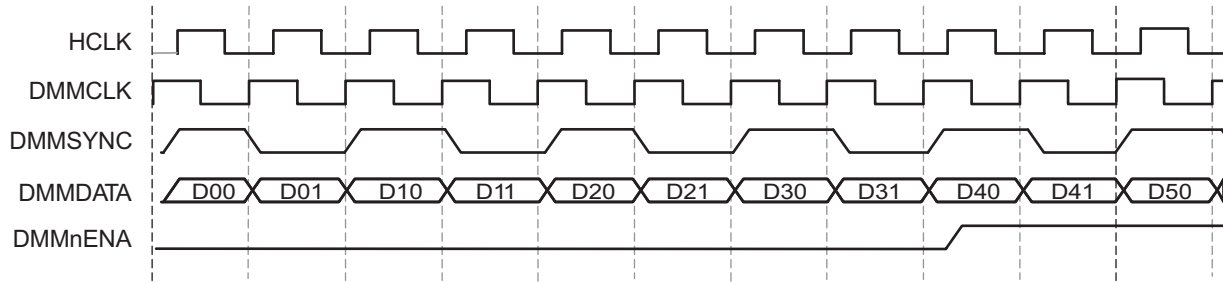 HCLK
DMMCLK
DMMSYNC
DMMDATA D00 D01 D10 D11 D20 D21 D30 D31 D40 D41 D50
DMMnENA